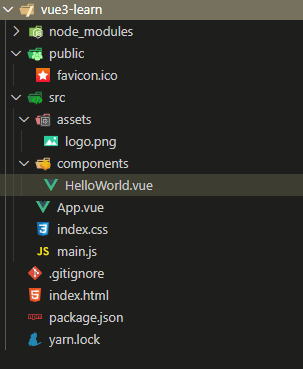 vue3-learn
node_modules
public
favicon.ico
src
assets
logo.png
components
HelloWorld.vue
App.vue
index.css
JS main.js
.gitignore
index.html
package.json
yarn.lock